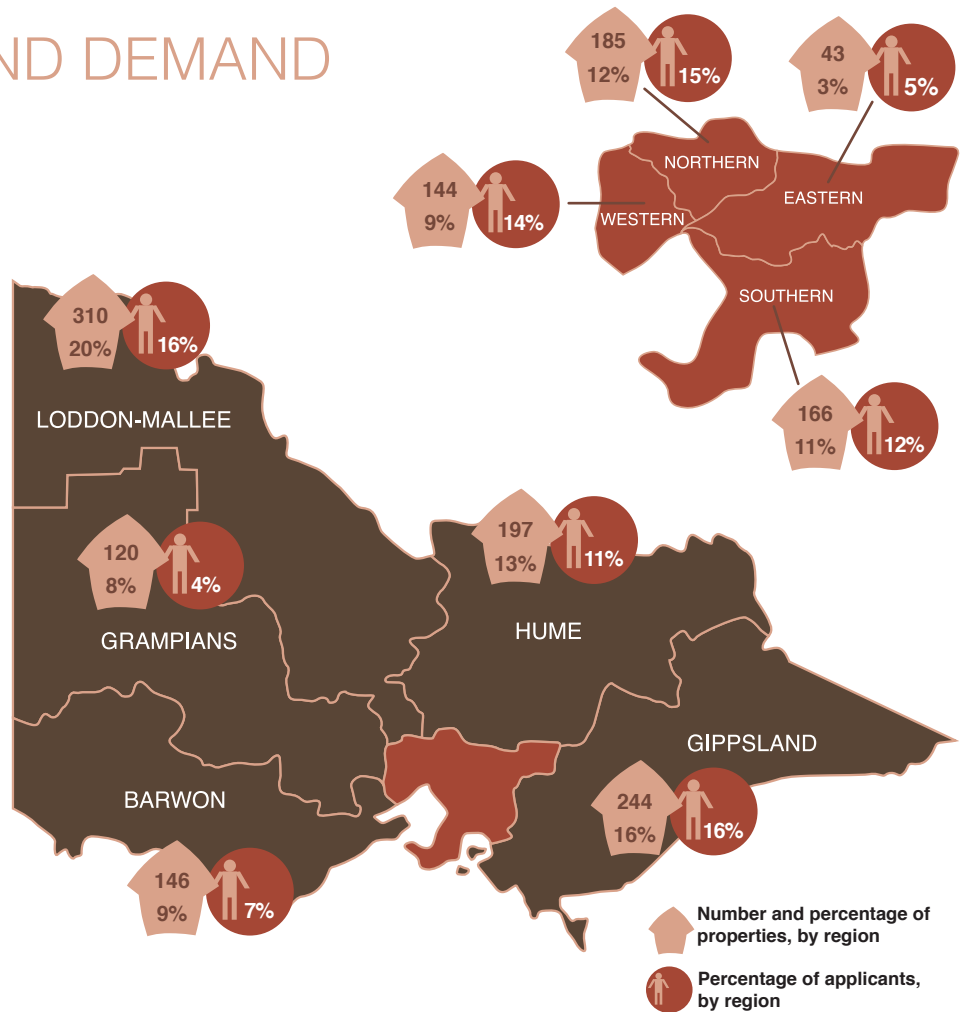 ND DEMAND
185
12%
15%
43
3%
5%
NORTHERN
EASTERN
144
9%
14%
WESTERN
SOUTHERN
310
20%
16%
166
11%
12%
LODDON-MALLEE
197
13%
11%
120
8%
4%
GRAMPIANS
HUME
GIPPSLAND
BARWON
244
16%
16%
146
9%
7%
Number and percentage of
properties, by region
Percentage of applicants,
by region